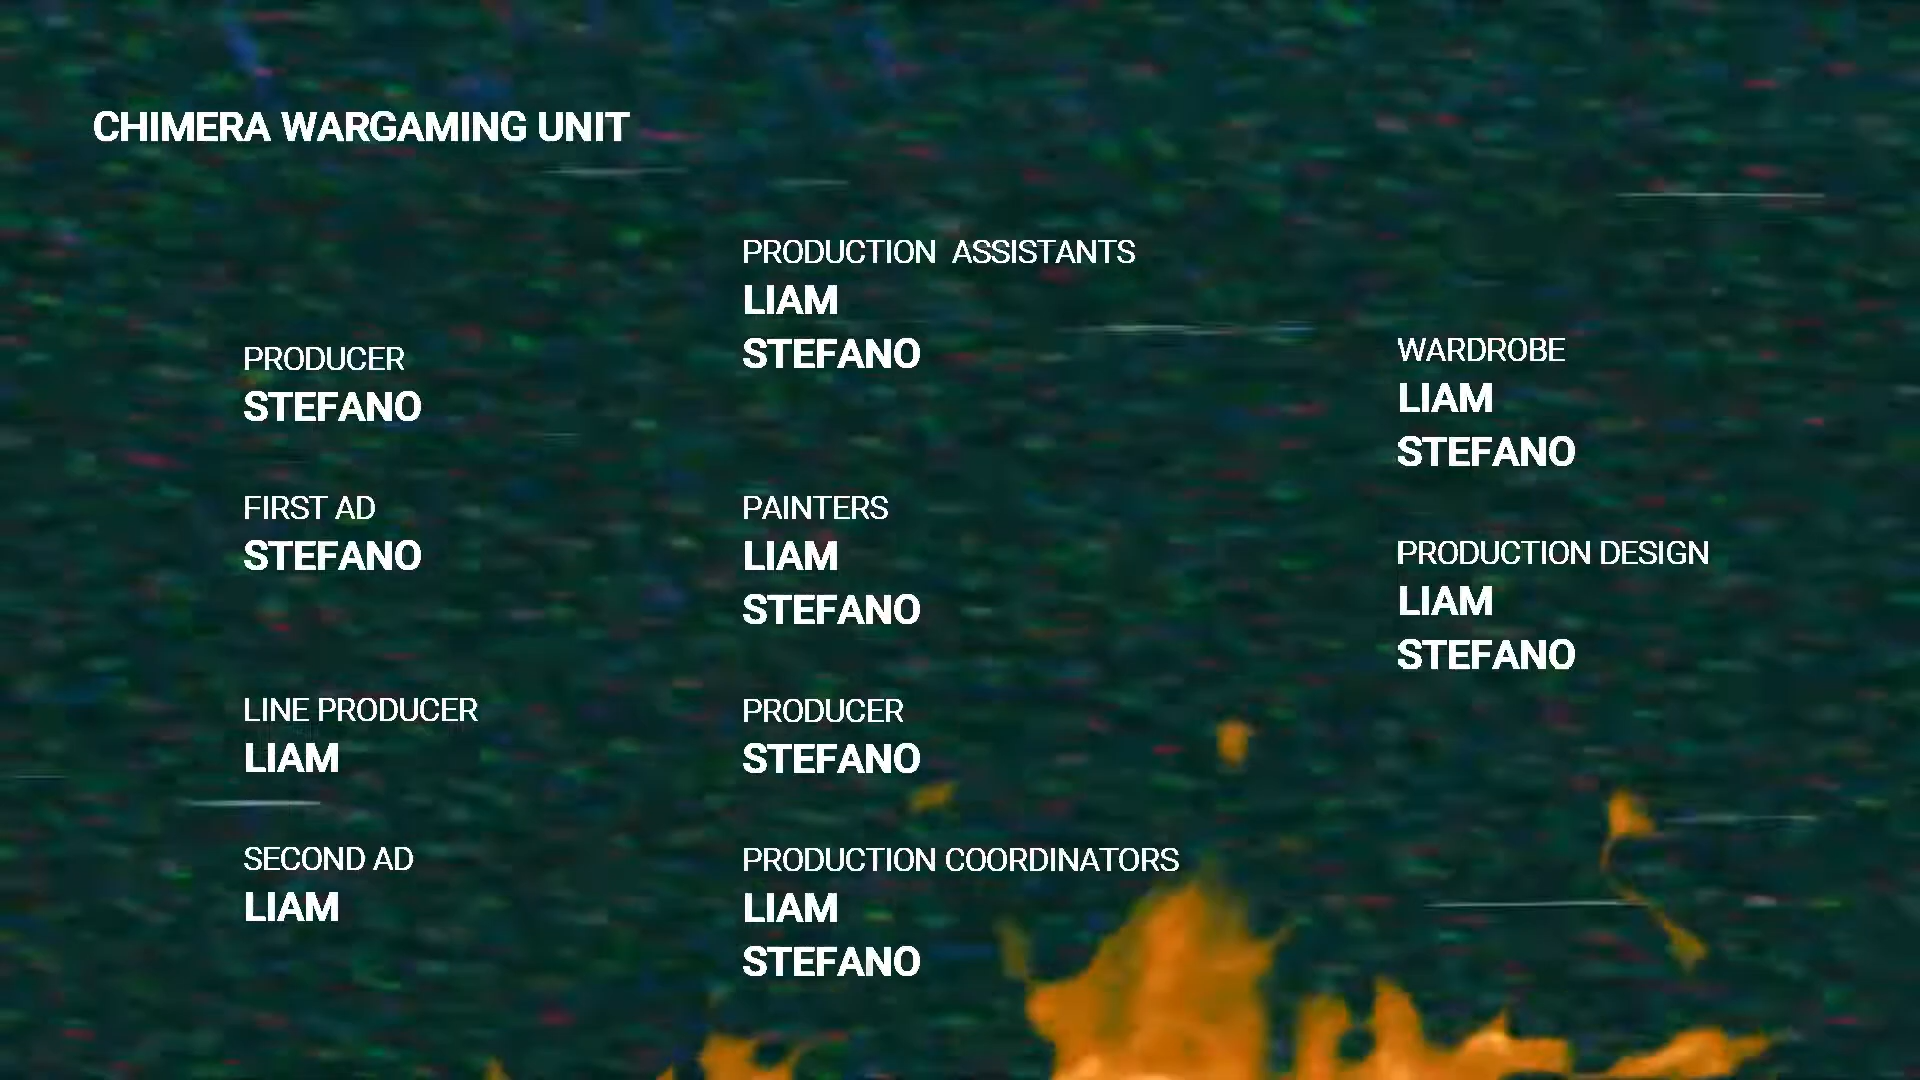 CHIMERA WARGAMING UNIT
PRODUCER
STEFANO
FIRST AD
STEFANO
LINE PRODUCER
LIAM
SECOND AD
LIAM
PRODUCTION ASSISTANTS
LIAM
STEFANO
PAINTERS
LIAM
STEFANO
PRODUCER
STEFANO
PRODUCTION COORDINATORS
LIAM
STEFANO
WARDROBE
LIAM
STEFANO
PRODUCTION DESIGN
LIAM
STEFANO